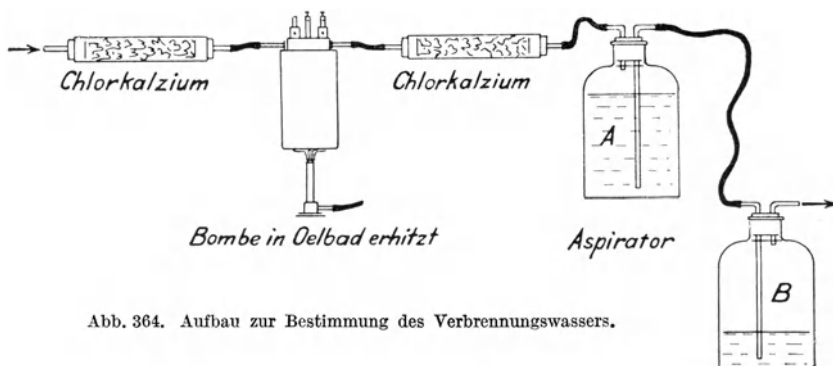 Chlorkalzium
Chlorkalzium
A
Bombe in Oelbad erhitzt
Aspirator
B
Abb. 364. Aufbau zur Bestimmung des Verbrennungswassers.